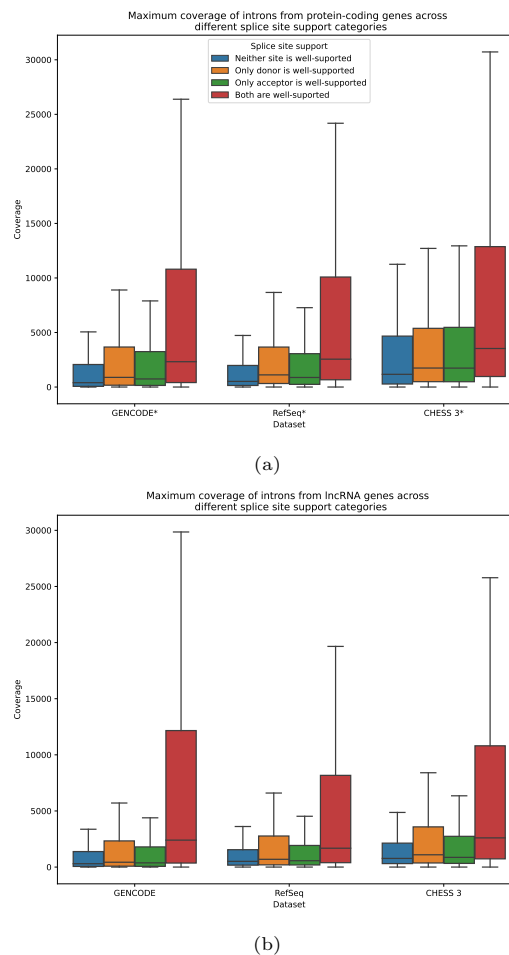 Maximum coverage of introns from protein-coding genes across
different splice site support categories
Splice site support
Neither site is well-suported
Only donor is well-suported
Only acceptor is well-suported
Both are well-suported
30000
25000
20000
15000
10000
5000
0
Coverage
GENCODE*
RefSeq*
CHESS 3*
Dataset
(a)
Maximum coverage of introns from lncRNA genes across
different splice site support categories
30000
25000
20000
15000
10000
5000
0
Coverage
GENCODE
RefSeq
CHESS 3
Dataset
(b)